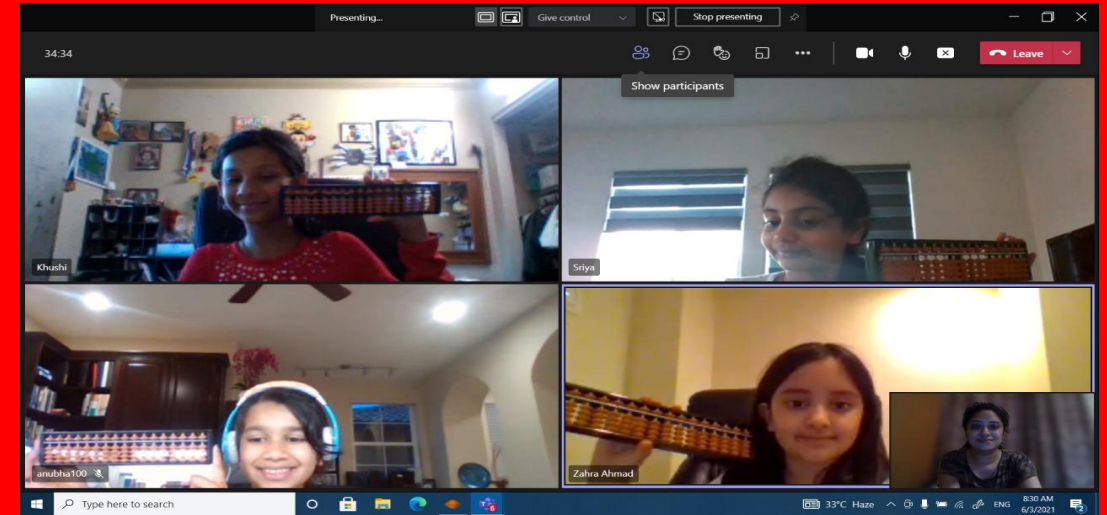 Presenting...
Give control
Stop presenting
34:34
Leave
Show participants
Khushi
Sriya
anubha100
Zahra Ahmad
Type here to search
33°C Haze
ENG
8:30 AM
6/3/2021